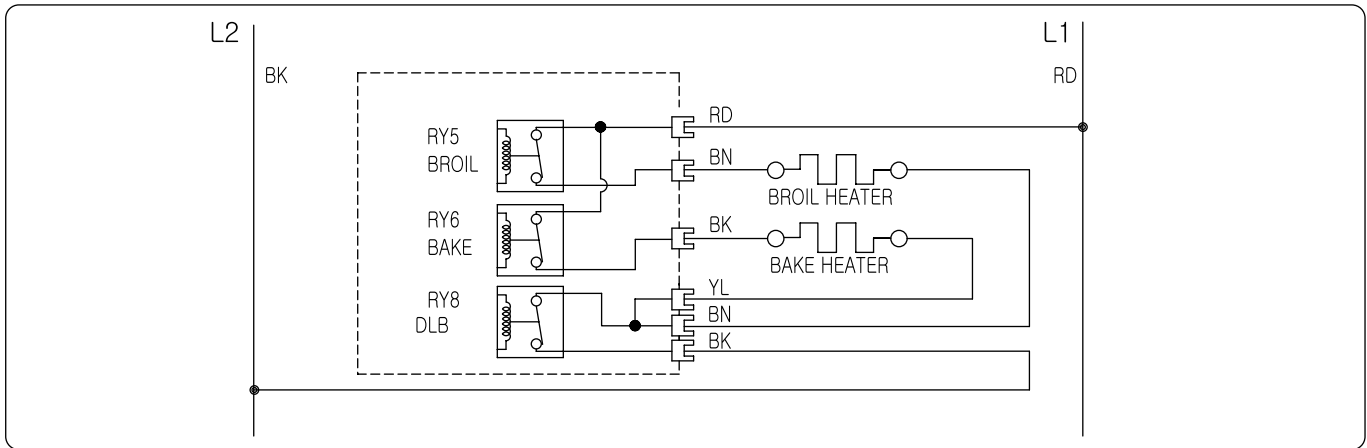 L2
L1
BK
RD
RY5
BROIL
RD
BN
BROIL HEATER
RY6
BAKE
BK
BAKE HEATER
RY8
DLB
YL
BN
BK